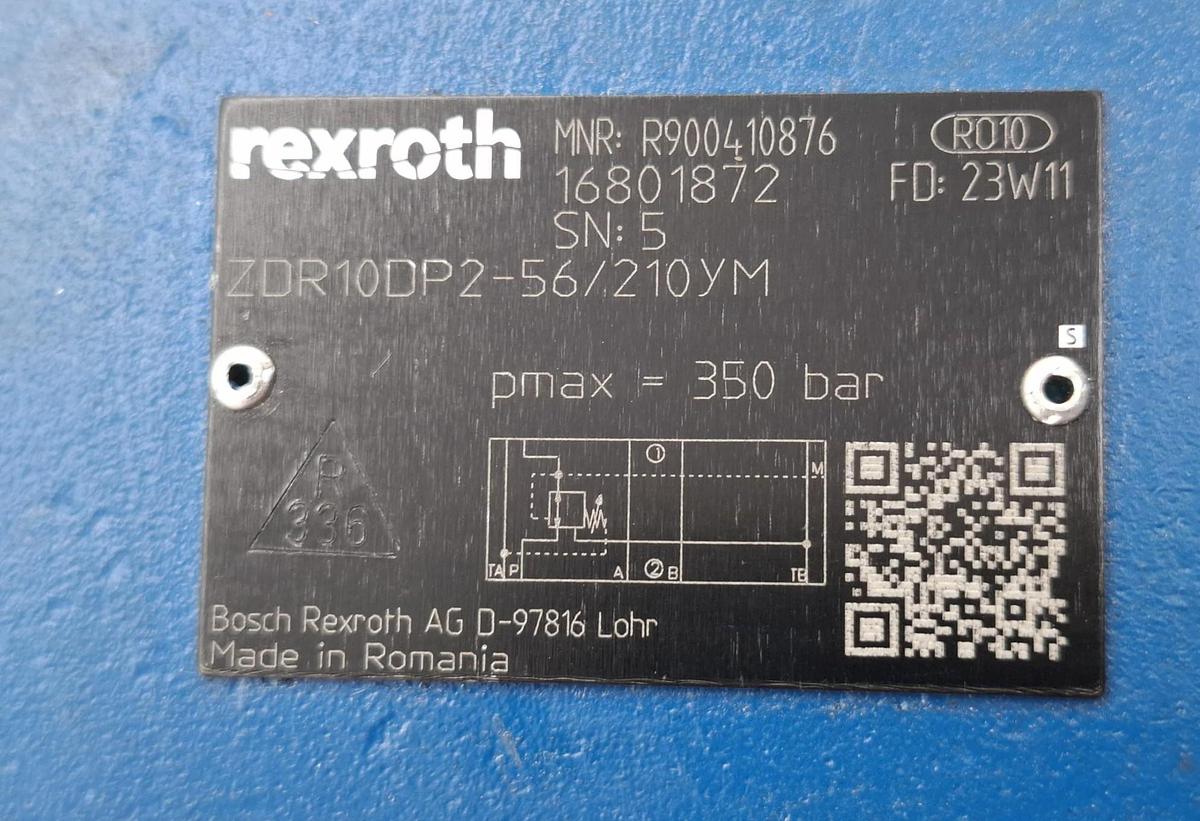 rexroth
MNR: R900410876
RO10
16801872
FD: 23W11
SN: 5
ZDR10DP2-56/210YM
S
pmax = 350 bar
P
336
1
M
TA P A 2 B TB
Bosch Rexroth AG D-97816 Lohr
Made in Romania